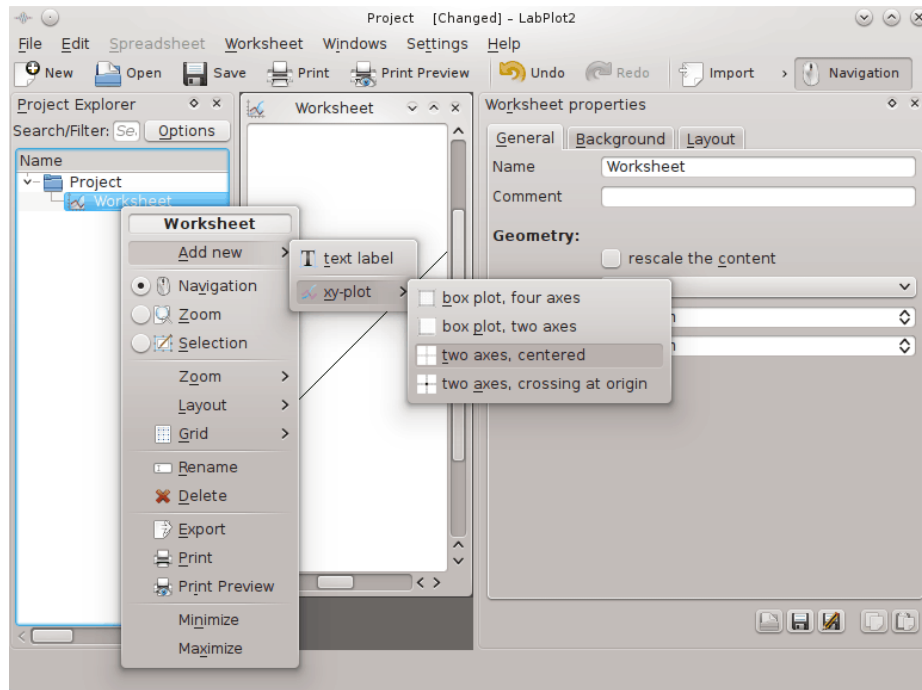 Project [Changed] – LabPlot2
File Edit Spreadsheet Worksheet Windows Settings Help
New Open Save Print Print Preview Undo Redo Import Navigation
Project Explorer
Worksheet
Worksheet properties
Search/Filter: Se Options
General Background Layout
Name
Project
Worksheet
Name Worksheet
Comment
Geometry:
rescale the content
Worksheet
Add new
Navigation
Zoom
Selection
Zoom
Layout
Grid
Rename
Delete
Export
Print
Print Preview
Minimize
Maximize
text label
xy-plot
box plot, four axes
box plot, two axes
two axes, centered
two axes, crossing at origin